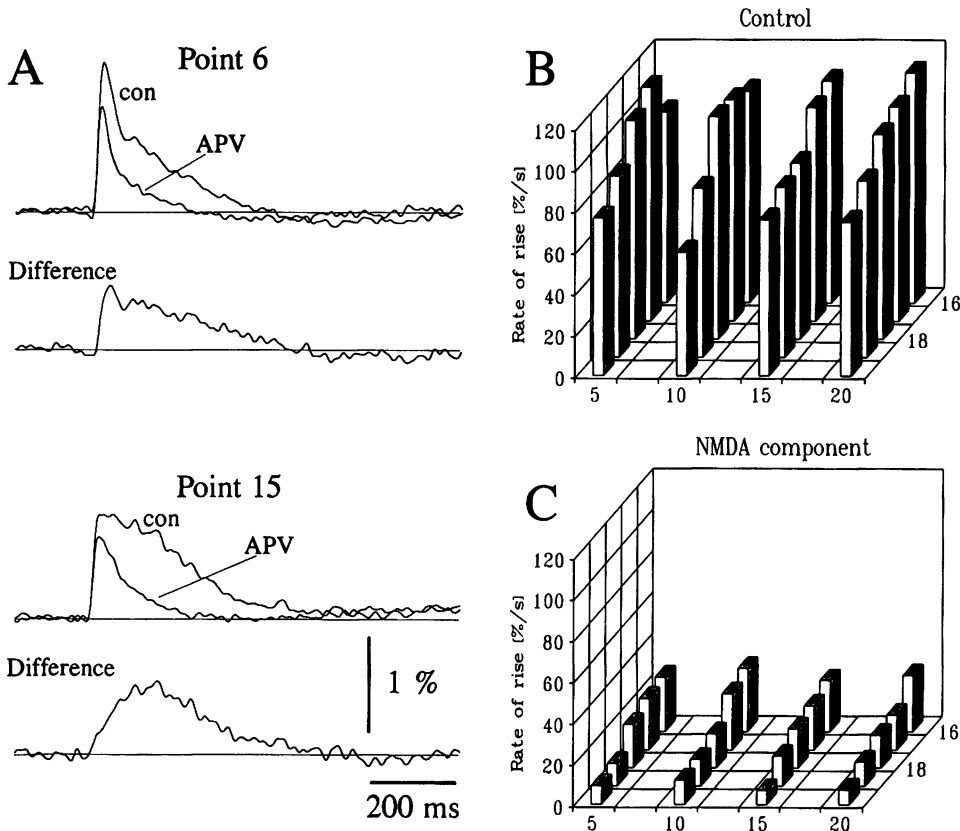 A
Point 6
con
APV
Difference
Point 15
con
APV
Difference
1 %
200 ms
B
Control
Rate of rise [%/s]
120
100
80
60
40
20
0
5
10
15
20
18
16
C
NMDA component
Rate of rise [%/s]
120
100
80
60
40
20
0
5
10
15
20
18
16